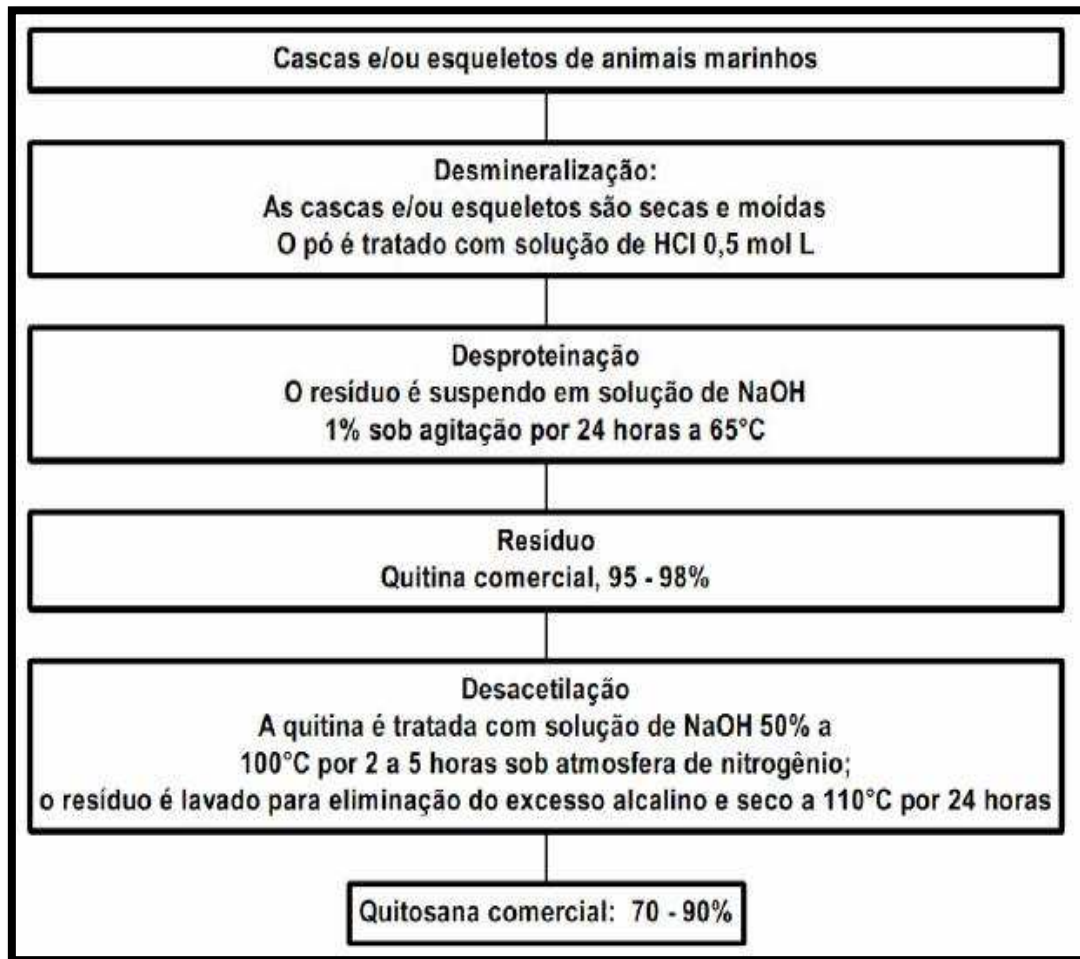 Cascas e/ou esqueletos de animais marinhos
Desmineralização:
As cascas e/ou esqueletos são secas e moídas
O pó é tratado com solução de HCl 0,5 mol L
Desproteinação
O resíduo é suspendo em solução de NaOH
1% sob agitação por 24 horas a 65°C
Resíduo
Quitina comercial, 95 - 98%
Desacetilação
A quitina é tratada com solução de NaOH 50% a
100°C por 2 a 5 horas sob atmosfera de nitrogênio;
o resíduo é lavado para eliminação do excesso alcalino e seco a 110°C por 24 horas
Quitosana comercial: 70 - 90%